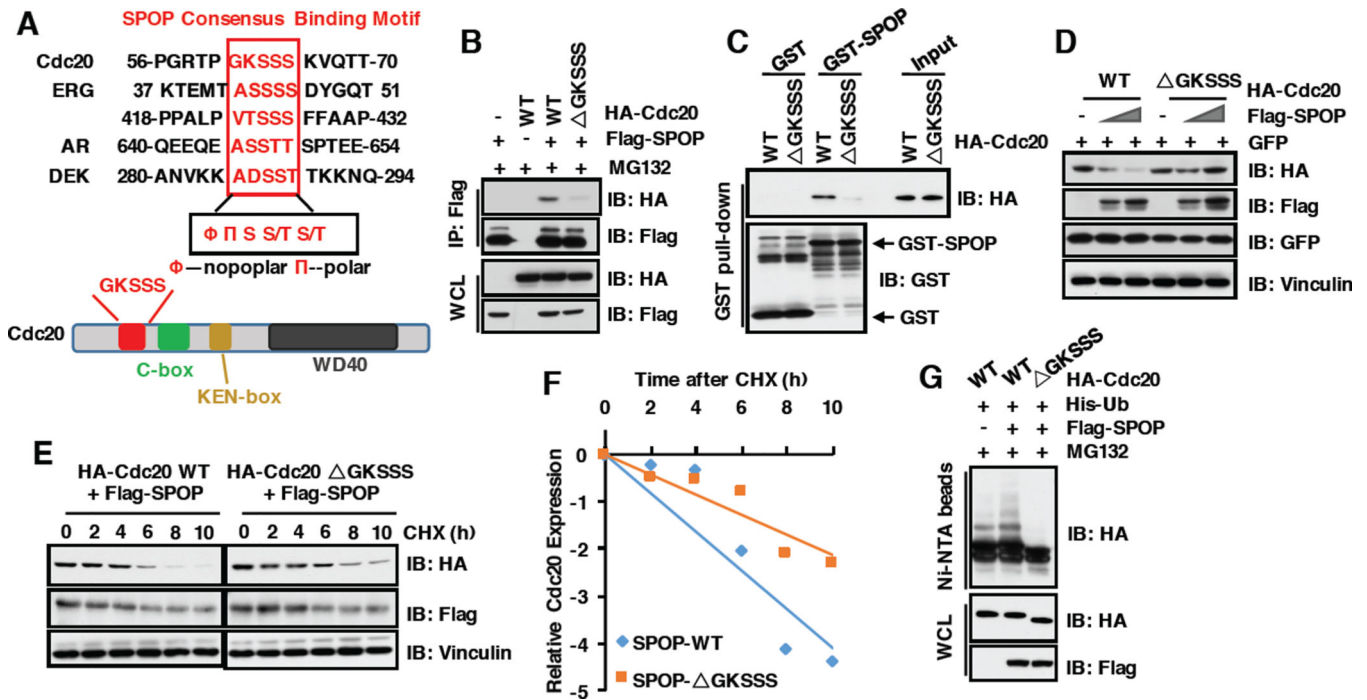 A
SPOP Consensus Binding Motif
Cdc20 56-PGRTP GKSSS KVQTT-70
ERG 37 KTEMT ASSSS DYGQT 51
418-PPALP VTSSS FFAAP-432
AR 640-QEEQE ASSTT SPTEE-654
DEK 280-ANVKK ADSST TKKNQ-294
Φ Π S S/T S/T
Φ—nopoplar Π--polar
GKSSS
Cdc20
WD40
C-box
KEN-box
B
- WT WT △GKSSS HA-Cdc20
+ - + + Flag-SPOP
+ + + + MG132
IP: Flag
IB: HA
IB: Flag
WCL
IB: HA
IB: Flag
C
GST GST-SPOP Input
WT △GKSSS WT △GKSSS WT △GKSSS HA-Cdc20
GST pull-down
IB: HA
GST-SPOP
IB: GST
GST
D
WT △GKSSS HA-Cdc20
- - Flag-SPOP
+ + + + + + GFP
IB: HA
IB: Flag
IB: GFP
IB: Vinculin
E
HA-Cdc20 WT HA-Cdc20 △GKSSS
+ Flag-SPOP + Flag-SPOP
0 2 4 6 8 10 0 2 4 6 8 10 CHX (h)
IB: HA
IB: Flag
IB: Vinculin
F
Time after CHX (h)
0 2 4 6 8 10
Relative Cdc20 Expression
0
-1
-2
-3
-4
-5
SPOP-WT
SPOP-△GKSSS
G
WT WT △GKSSS HA-Cdc20
+ + + His-Ub
- + + Flag-SPOP
+ + + MG132
Ni-NTA beads
IB: HA
WCL
IB: HA
IB: Flag